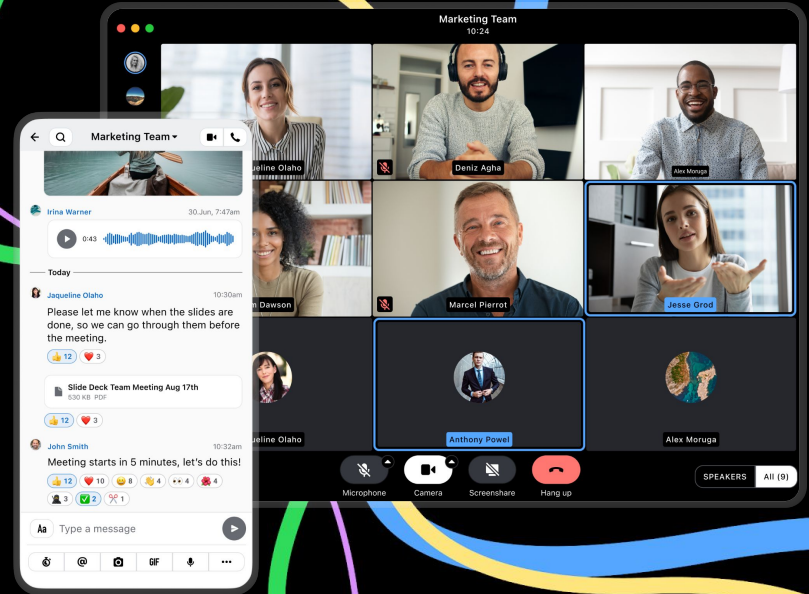 Marketing Team
10:24
Deniz Agha
Alex Moruga
Marcel Pierrot
Jesse Grod
Dawson
Olaho
Anthony Powel
Alex Moruga
Microphone
Camera
Screenshare
Hang up
SPEAKERS
All (9)
Marketing Team
Irina Warner
30.Jun, 7:47am
0:43
Today
Jaqueline Olaho
10:30am
Please let me know when the slides are
done, so we can go through them before
the meeting.
12
3
Slide Deck Team Meeting Aug 17th
530 KB PDF
12
3
John Smith
10:32am
Meeting starts in 5 minutes, let's do this!
12
10
8
4
4
4
3
2
1
Aa
Type a message
@
GIF